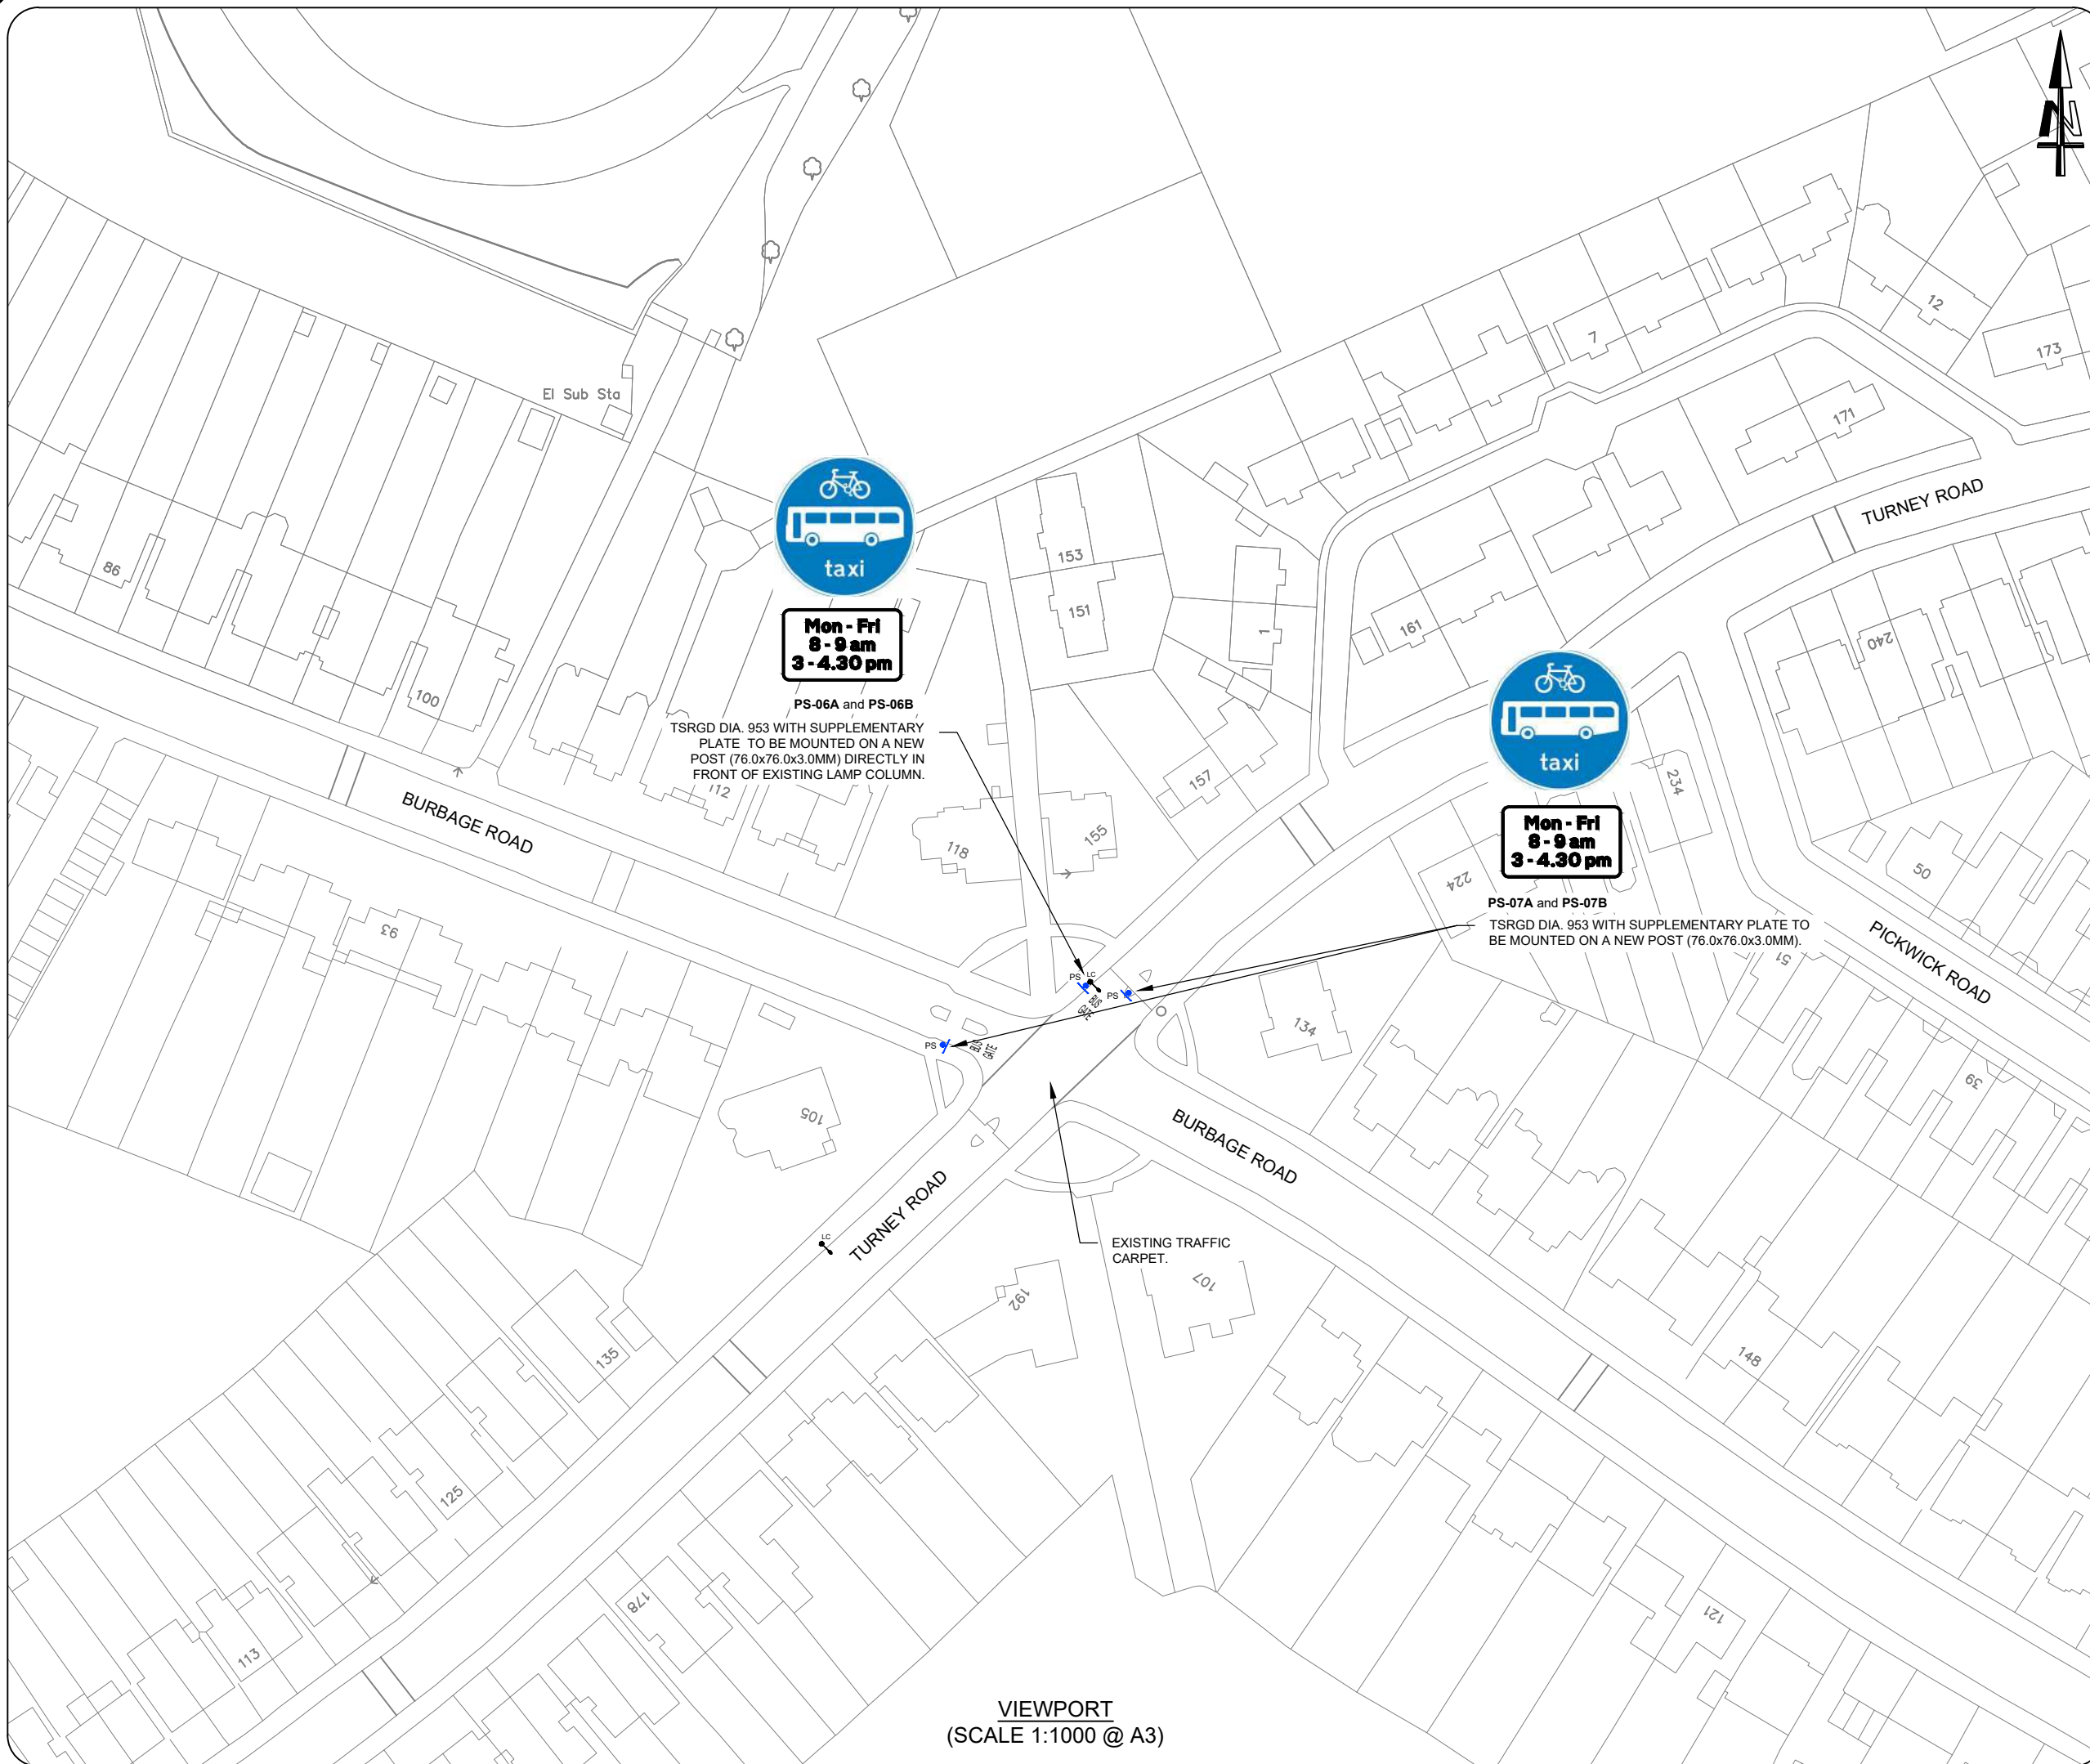 N
12
7
173
El Sub Sta
171
TURNEY ROAD
taxi
Mon - Fri
8 - 9 am
3 - 4.30 pm
PS-06A and PS-06B
TSRGD DIA. 953 WITH SUPPLEMENTARY
PLATE TO BE MOUNTED ON A NEW
POST (76.0x76.0x3.0MM) DIRECTLY IN
FRONT OF EXISTING LAMP COLUMN.
153
151
1
161
240
86
100
112
BURBAGE ROAD
118
155
157
taxi
Mon - Fri
8 - 9 am
3 - 4.30 pm
PS-07A and PS-07B
TSRGD DIA. 953 WITH SUPPLEMENTARY PLATE TO
BE MOUNTED ON A NEW POST (76.0x76.0x3.0MM).
234
224
50
51
PICKWICK ROAD
93
PS
LC
PS
BUS
GATE
PS
BUS
GATE
134
39
105
BURBAGE ROAD
TURNEY ROAD
LC
EXISTING TRAFFIC
CARPET.
107
192
135
148
125
178
113
121
VIEWPORT
(SCALE 1:1000 @ A3)